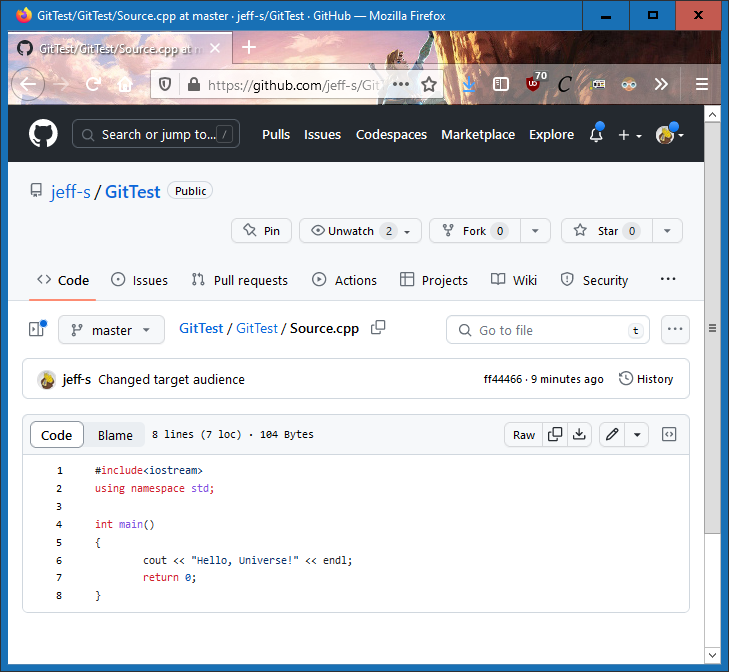 GitTest/GitTest/Source.cpp at master · jeff-s/GitTest · GitHub — Mozilla Firefox
GitTest/GitTest/Source.cpp at m
https://github.com/jeff-s/Git
70
Search or jump to... /
Pulls Issues Codespaces Marketplace Explore
jeff-s / GitTest Public
Pin Unwatch 2 Fork 0 Star 0
Code Issues Pull requests Actions Projects Wiki Security
master GitTest / GitTest / Source.cpp Go to file t
jeff-s Changed target audience ff44466 · 9 minutes ago History
Code Blame 8 lines (7 loc) · 104 Bytes Raw
1 #include<iostream>
2 using namespace std;
3
4 int main()
5 {
6 cout << "Hello, Universe!" << endl;
7 return 0;
8 }